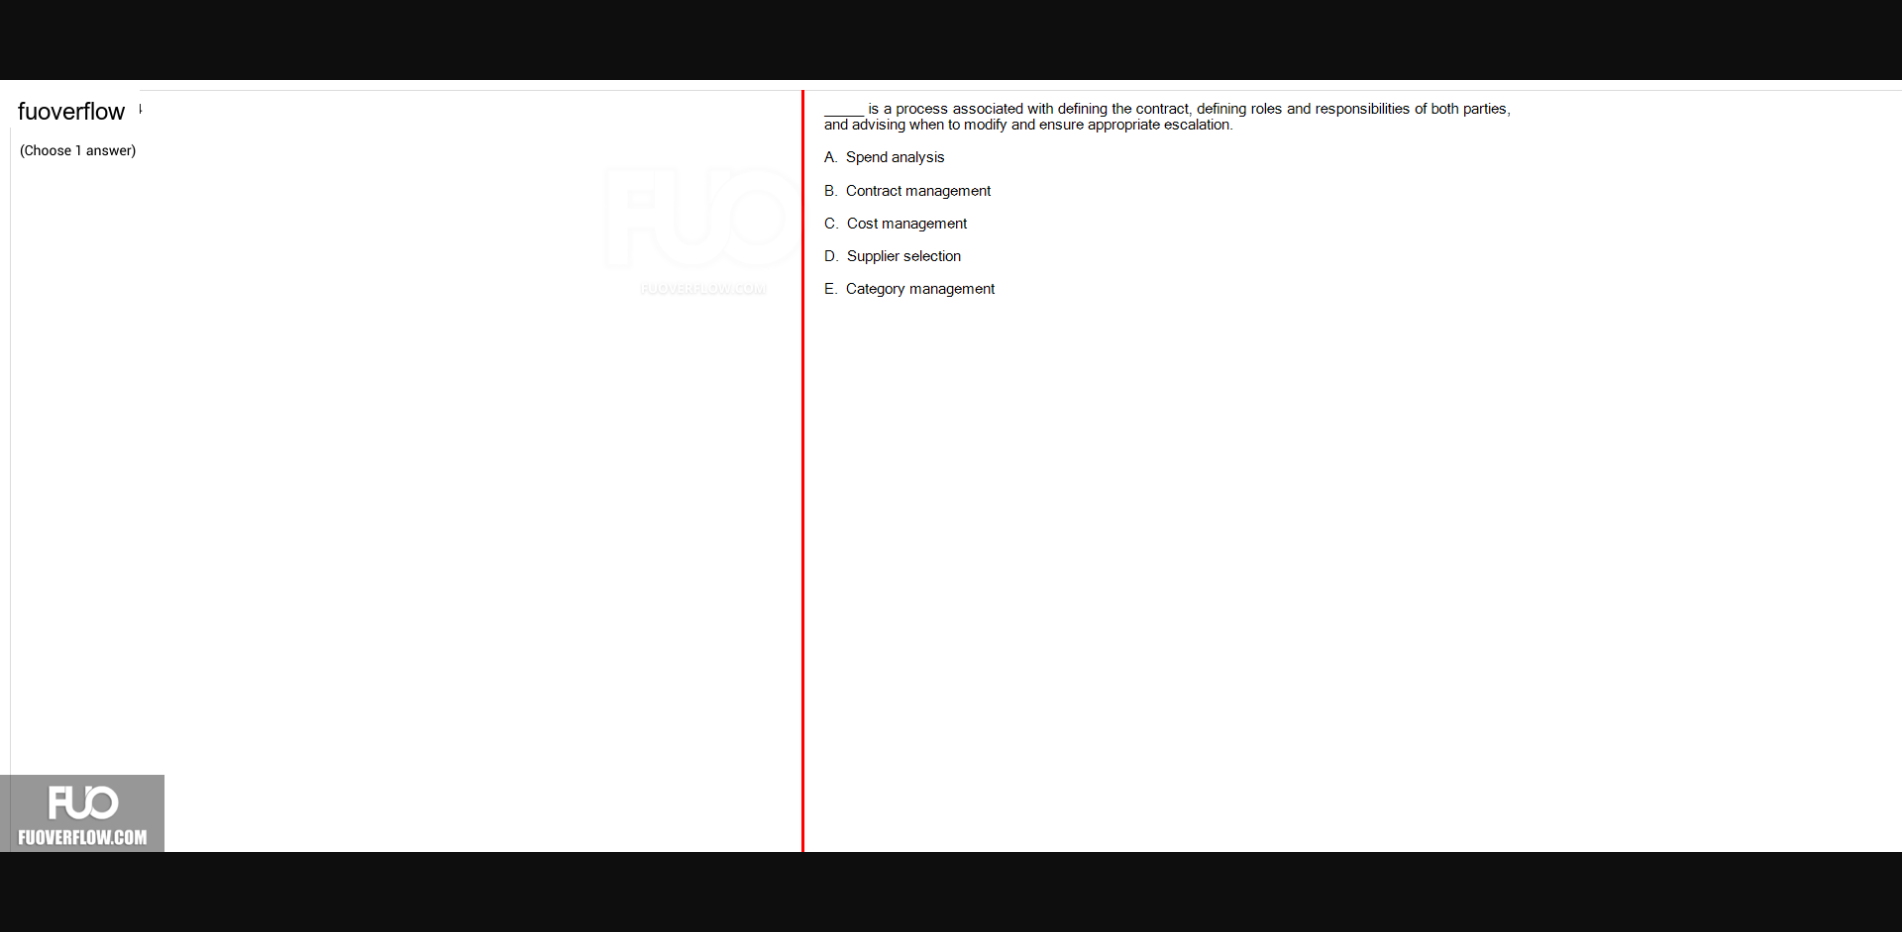 fuoverflow
(Choose 1 answer)
_____ is a process associated with defining the contract, defining roles and responsibilities of both parties,
and advising when to modify and ensure appropriate escalation.
A. Spend analysis
B. Contract management
C. Cost management
D. Supplier selection
E. Category management
FUO
FUOVERFLOW.COM
FUO
FUOVERFLOW.COM